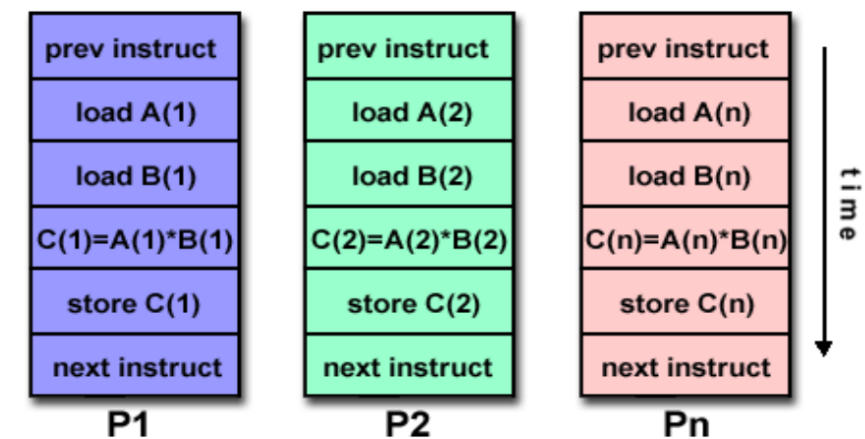 prev instruct
load A(1)
load B(1)
C(1)=A(1)*B(1)
store C(1)
next instruct
P1
prev instruct
load A(2)
load B(2)
C(2)=A(2)*B(2)
store C(2)
next instruct
P2
prev instruct
load A(n)
load B(n)
C(n)=A(n)*B(n)
store C(n)
next instruct
Pn
time